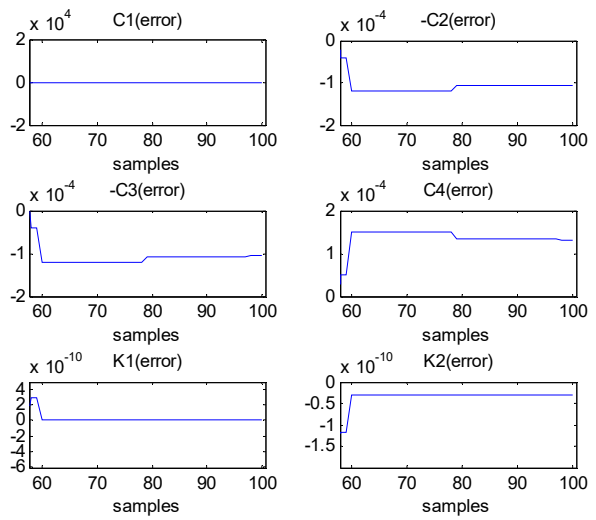 x 10^4 C1(error)
2
0
-2
60 70 80 90 100
samples
x 10^-4 -C2(error)
0
-1
-2
60 70 80 90 100
samples
x 10^-4 -C3(error)
0
-1
-2
60 70 80 90 100
samples
x 10^-4 C4(error)
2
1
0
60 70 80 90 100
samples
x 10^-10 K1(error)
4
2
0
-2
-4
-6
60 70 80 90 100
samples
x 10^-10 K2(error)
0
-0.5
-1
-1.5
60 70 80 90 100
samples